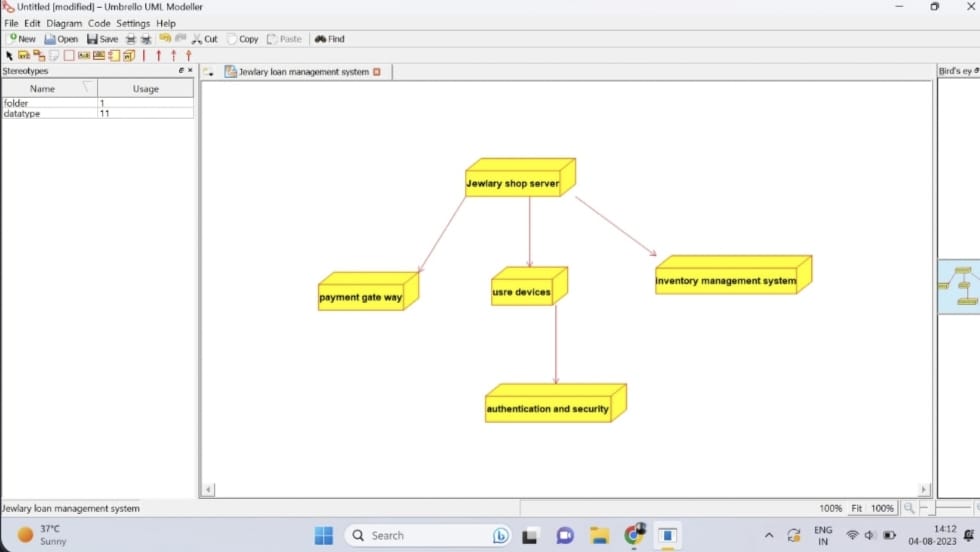 Untitled [modified] – Umbrello UML Modeller
File Edit Diagram Code Settings Help
New Open Save Cut Copy Paste Find
Stereotypes
Jewlary loan management system
Bird's ey
Name Usage
folder 1
datatype 11
Jewlary shop server
payment gate way
usre devices
inventory management system
authentication and security
Jewlary loan management system
100% Fit 100%
37°C
Sunny
Search
ENG
IN
14:12
04-08-2023